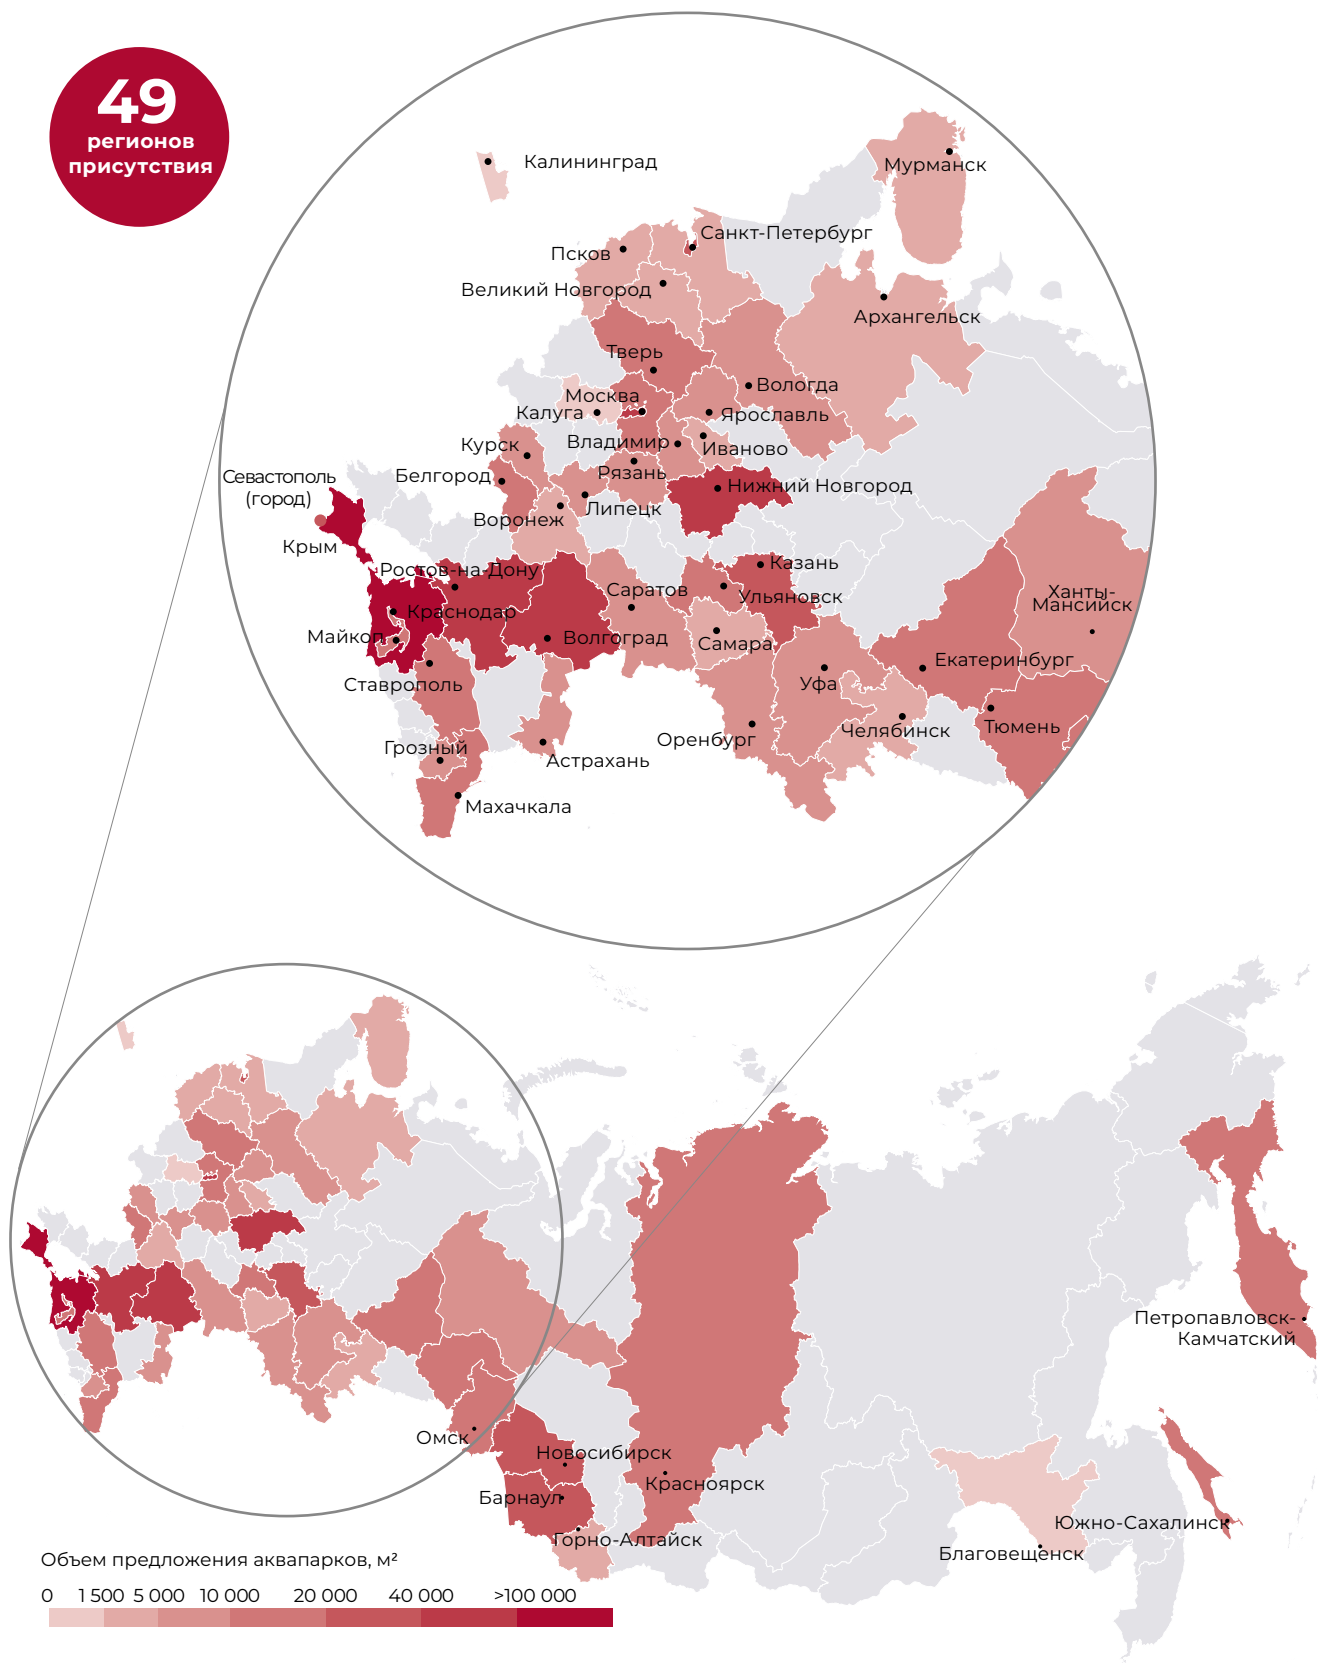 49
регионов
присутствия
Калининград
Мурманск
Санкт-Петербург
Псков
Великий Новгород
Архангельск
Тверь
Вологда
Москва
Калуга
Ярославль
Курск
Владимир
Иваново
Белгород
Рязань
Севастополь
(город)
Нижний Новгород
Липецк
Воронеж
Крым
Ростов-на-Дону
Казань
Саратов
Ульяновск
Ханты-
Мансийск
Краснодар
Майкоп
Волгоград
Самара
Екатеринбург
Ставрополь
Уфа
Тюмень
Челябинск
Оренбург
Грозный
Астрахань
Махачкала
Петропавловск-
Камчатский
Омск
Новосибирск
Красноярск
Барнаул
Южно-Сахалинск
Горно-Алтайск
Благовещенск
Объем предложения аквапарков, м²
0 1 500 5 000 10 000 20 000 40 000 >100 000